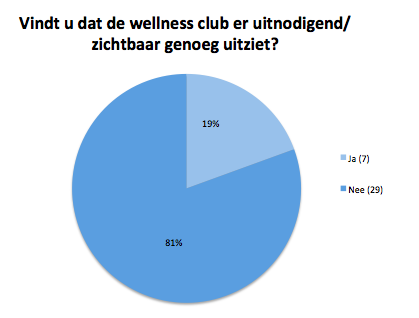 Vindt u dat de wellness club er uitnodigend/
zichtbaar genoeg uitziet?
19%
Ja (7)
Nee (29)
81%